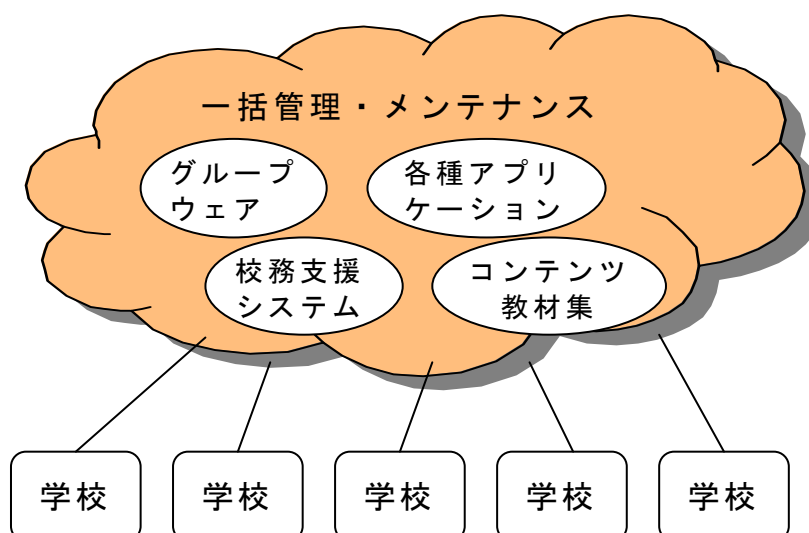 一括管理・メンテナンス
グループ
ウェア
各種アプリ
ケーション
校務支援
システム
コンテンツ
教材集
学校
学校
学校
学校
学校